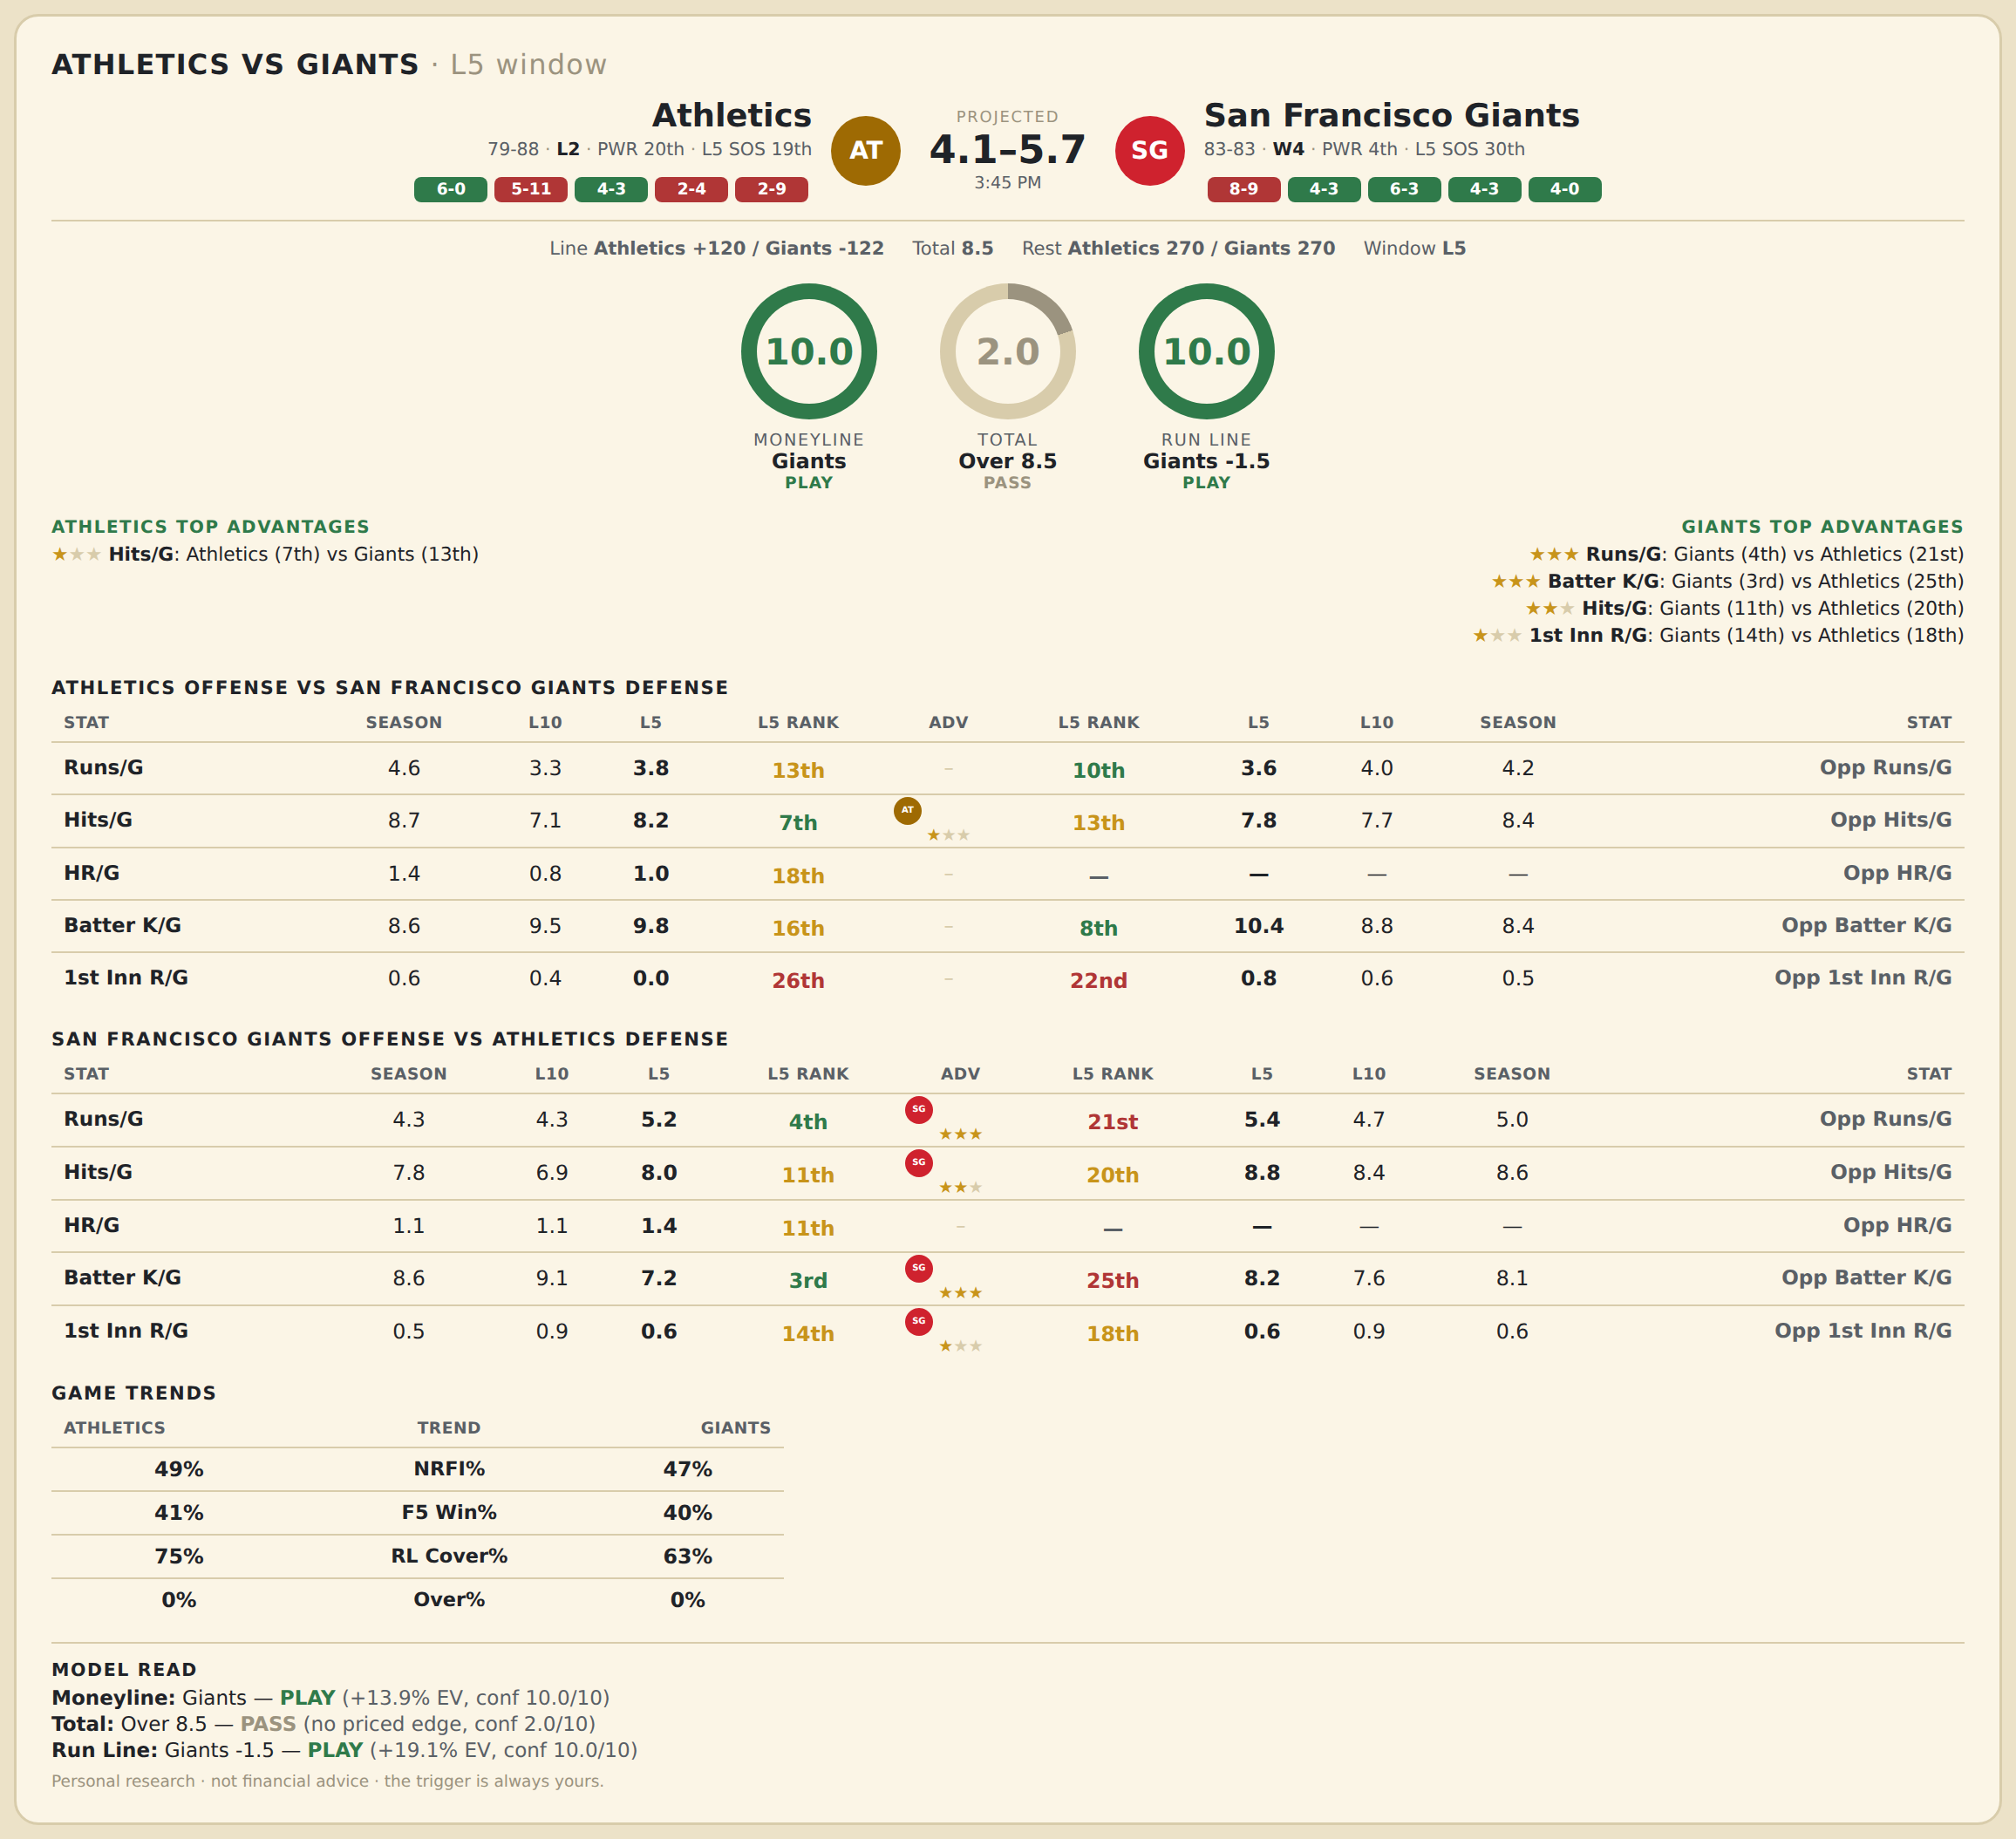 ATHLETICS VS GIANTS · L5 window
Athletics
79-88 · L2 · PWR 20th · L5 SOS 19th
6-0 5-11 4-3 2-4 2-9
AT
PROJECTED
4.1–5.7
3:45 PM
SG
San Francisco Giants
83-83 · W4 · PWR 4th · L5 SOS 30th
8-9 4-3 6-3 4-3 4-0
Line Athletics +120 / Giants -122 Total 8.5 Rest Athletics 270 / Giants 270 Window L5
10.0 2.0 10.0
MONEYLINE TOTAL RUN LINE
Giants Over 8.5 Giants -1.5
PLAY PASS PLAY
ATHLETICS TOP ADVANTAGES
★★★ Hits/G: Athletics (7th) vs Giants (13th)
GIANTS TOP ADVANTAGES
★★★ Runs/G: Giants (4th) vs Athletics (21st)
★★★ Batter K/G: Giants (3rd) vs Athletics (25th)
★★★ Hits/G: Giants (11th) vs Athletics (20th)
★★★ 1st Inn R/G: Giants (14th) vs Athletics (18th)
ATHLETICS OFFENSE VS SAN FRANCISCO GIANTS DEFENSE
STAT SEASON L10 L5 L5 RANK ADV L5 RANK L5 L10 SEASON STAT
Runs/G 4.6 3.3 3.8 13th – 10th 3.6 4.0 4.2 Opp Runs/G
Hits/G 8.7 7.1 8.2 7th AT ★★★ 13th 7.8 7.7 8.4 Opp Hits/G
HR/G 1.4 0.8 1.0 18th – — — — — Opp HR/G
Batter K/G 8.6 9.5 9.8 16th – 8th 10.4 8.8 8.4 Opp Batter K/G
1st Inn R/G 0.6 0.4 0.0 26th – 22nd 0.8 0.6 0.5 Opp 1st Inn R/G
SAN FRANCISCO GIANTS OFFENSE VS ATHLETICS DEFENSE
STAT SEASON L10 L5 L5 RANK ADV L5 RANK L5 L10 SEASON STAT
Runs/G 4.3 4.3 5.2 4th SG ★★★ 21st 5.4 4.7 5.0 Opp Runs/G
Hits/G 7.8 6.9 8.0 11th SG ★★★ 20th 8.8 8.4 8.6 Opp Hits/G
HR/G 1.1 1.1 1.4 11th – — — — — Opp HR/G
Batter K/G 8.6 9.1 7.2 3rd SG ★★★ 25th 8.2 7.6 8.1 Opp Batter K/G
1st Inn R/G 0.5 0.9 0.6 14th SG ★★★ 18th 0.6 0.9 0.6 Opp 1st Inn R/G
GAME TRENDS
ATHLETICS TREND GIANTS
49% NRFI% 47%
41% F5 Win% 40%
75% RL Cover% 63%
0% Over% 0%
MODEL READ
Moneyline: Giants — PLAY (+13.9% EV, conf 10.0/10)
Total: Over 8.5 — PASS (no priced edge, conf 2.0/10)
Run Line: Giants -1.5 — PLAY (+19.1% EV, conf 10.0/10)
Personal research · not financial advice · the trigger is always yours.